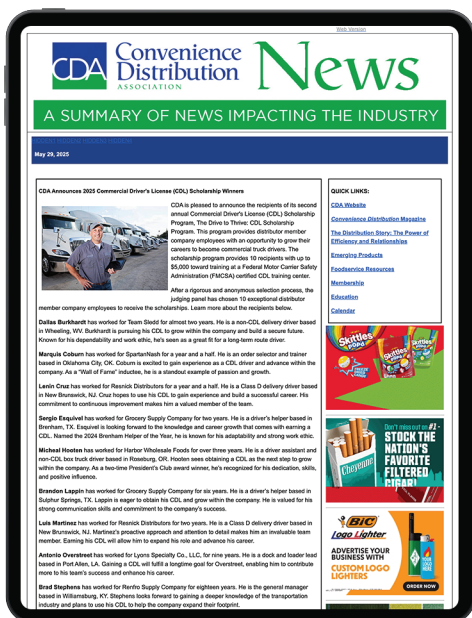 Web Version
CDA
Convenience
Distribution
ASSOCIATION
News
A SUMMARY OF NEWS IMPACTING THE INDUSTRY
May 29, 2025
CDA Announces 2025 Commercial Driver's License (CDL) Scholarship Winners
CDA is pleased to announce the recipients of its second
annual Commercial Driver's License (CDL) Scholarship
Program, The Drive to Thrive: CDL Scholarship
Program. This program provides distributor member
company employees with an opportunity to grow their
careers to become commercial truck drivers. The
scholarship program provides 10 recipients with up to
$5,000 toward training at a Federal Motor Carrier Safety
Administration (FMCSA) certified CDL training center.
After a rigorous and anonymous selection process, the
judging panel has chosen 10 exceptional distributor
member company employees to receive the scholarships. Learn more about the recipients below.
Dallas Burkhardt has worked for Team Sledd for almost two years. He is a non-CDL delivery driver based
in Wheeling, WV. Burkhardt is pursuing his CDL to grow within the company and build a secure future.
Known for his dependability and work ethic, he's seen as a great fit for a long-term route driver.
Marquis Coburn has worked for SpartanNash for a year and a half. He is an order selector and trainer
based in Oklahoma City, OK. Coburn is excited to gain experience as a CDL driver and advance within the
company. As a "Wall of Fame" inductee, he is a standout example of passion and growth.
Lenin Cruz has worked for Resnick Distributors for a year and a half. He is a Class D delivery driver based
in New Brunswick, NJ. Cruz hopes to use his CDL to gain experience and build a successful career. His
commitment to continuous improvement makes him a valued member of the team.
Sergio Esquivel has worked for Grocery Supply Company for two years. He is a driver's helper based in
Brenham, TX. Esquivel is looking forward to the knowledge and career growth that comes with earning a
CDL. Named the 2024 Brenham Helper of the Year, he is known for his adaptability and strong work ethic.
Micheal Hooten has worked for Harbor Wholesale Foods for over three years. He is a driver assistant and
non-CDL box truck driver based in Roseburg, OR. Hooten sees obtaining a CDL as the next step to grow
within the company. As a two-time President's Club award winner, he's recognized for his dedication, skills,
and positive influence.
Brandon Lappin has worked for Grocery Supply Company for six years. He is a driver's helper based in
Sulphur Springs, TX. Lappin is eager to obtain his CDL and grow within the company. He is valued for his
strong communication skills and commitment to the company's success.
Luis Martinez has worked for Resnick Distributors for two years. He is a Class D delivery driver based in
New Brunswick, NJ. Martinez's proactive approach and attention to detail makes him an invaluable team
member. Earning his CDL will allow him to expand his role and advance his career.
Antonio Overstreet has worked for Lyons Specialty Co., LLC, for nine years. He is a dock and loader lead
based in Port Allen, LA. Gaining a CDL will fulfill a longtime goal for Overstreet, enabling him to contribute
more to his team's success and enhance his career.
Brad Stephens has worked for Renfro Supply Company for eighteen years. He is the general manager
based in Williamsburg, KY. Stephens looks forward to gaining a deeper knowledge of the transportation
industry and plans to use his CDL to help the company expand their footprint.
QUICK LINKS:
CDA Website
Convenience Distribution Magazine
The Distribution Story: The Power of
Efficiency and Relationships
Emerging Products
Foodservice Resources
Membership
Education
Calendar
Skittles
POP'd
Skittles
Skittles
Don't miss out on #1-
STOCK THE
NATION'S
FAVORITE
FILTERED
CIGAR!
Cheyenne
BIC
Logo Lighter
ADVERTISE YOUR
BUSINESS WITH
CUSTOM LOGO
LIGHTERS
ORDER NOW